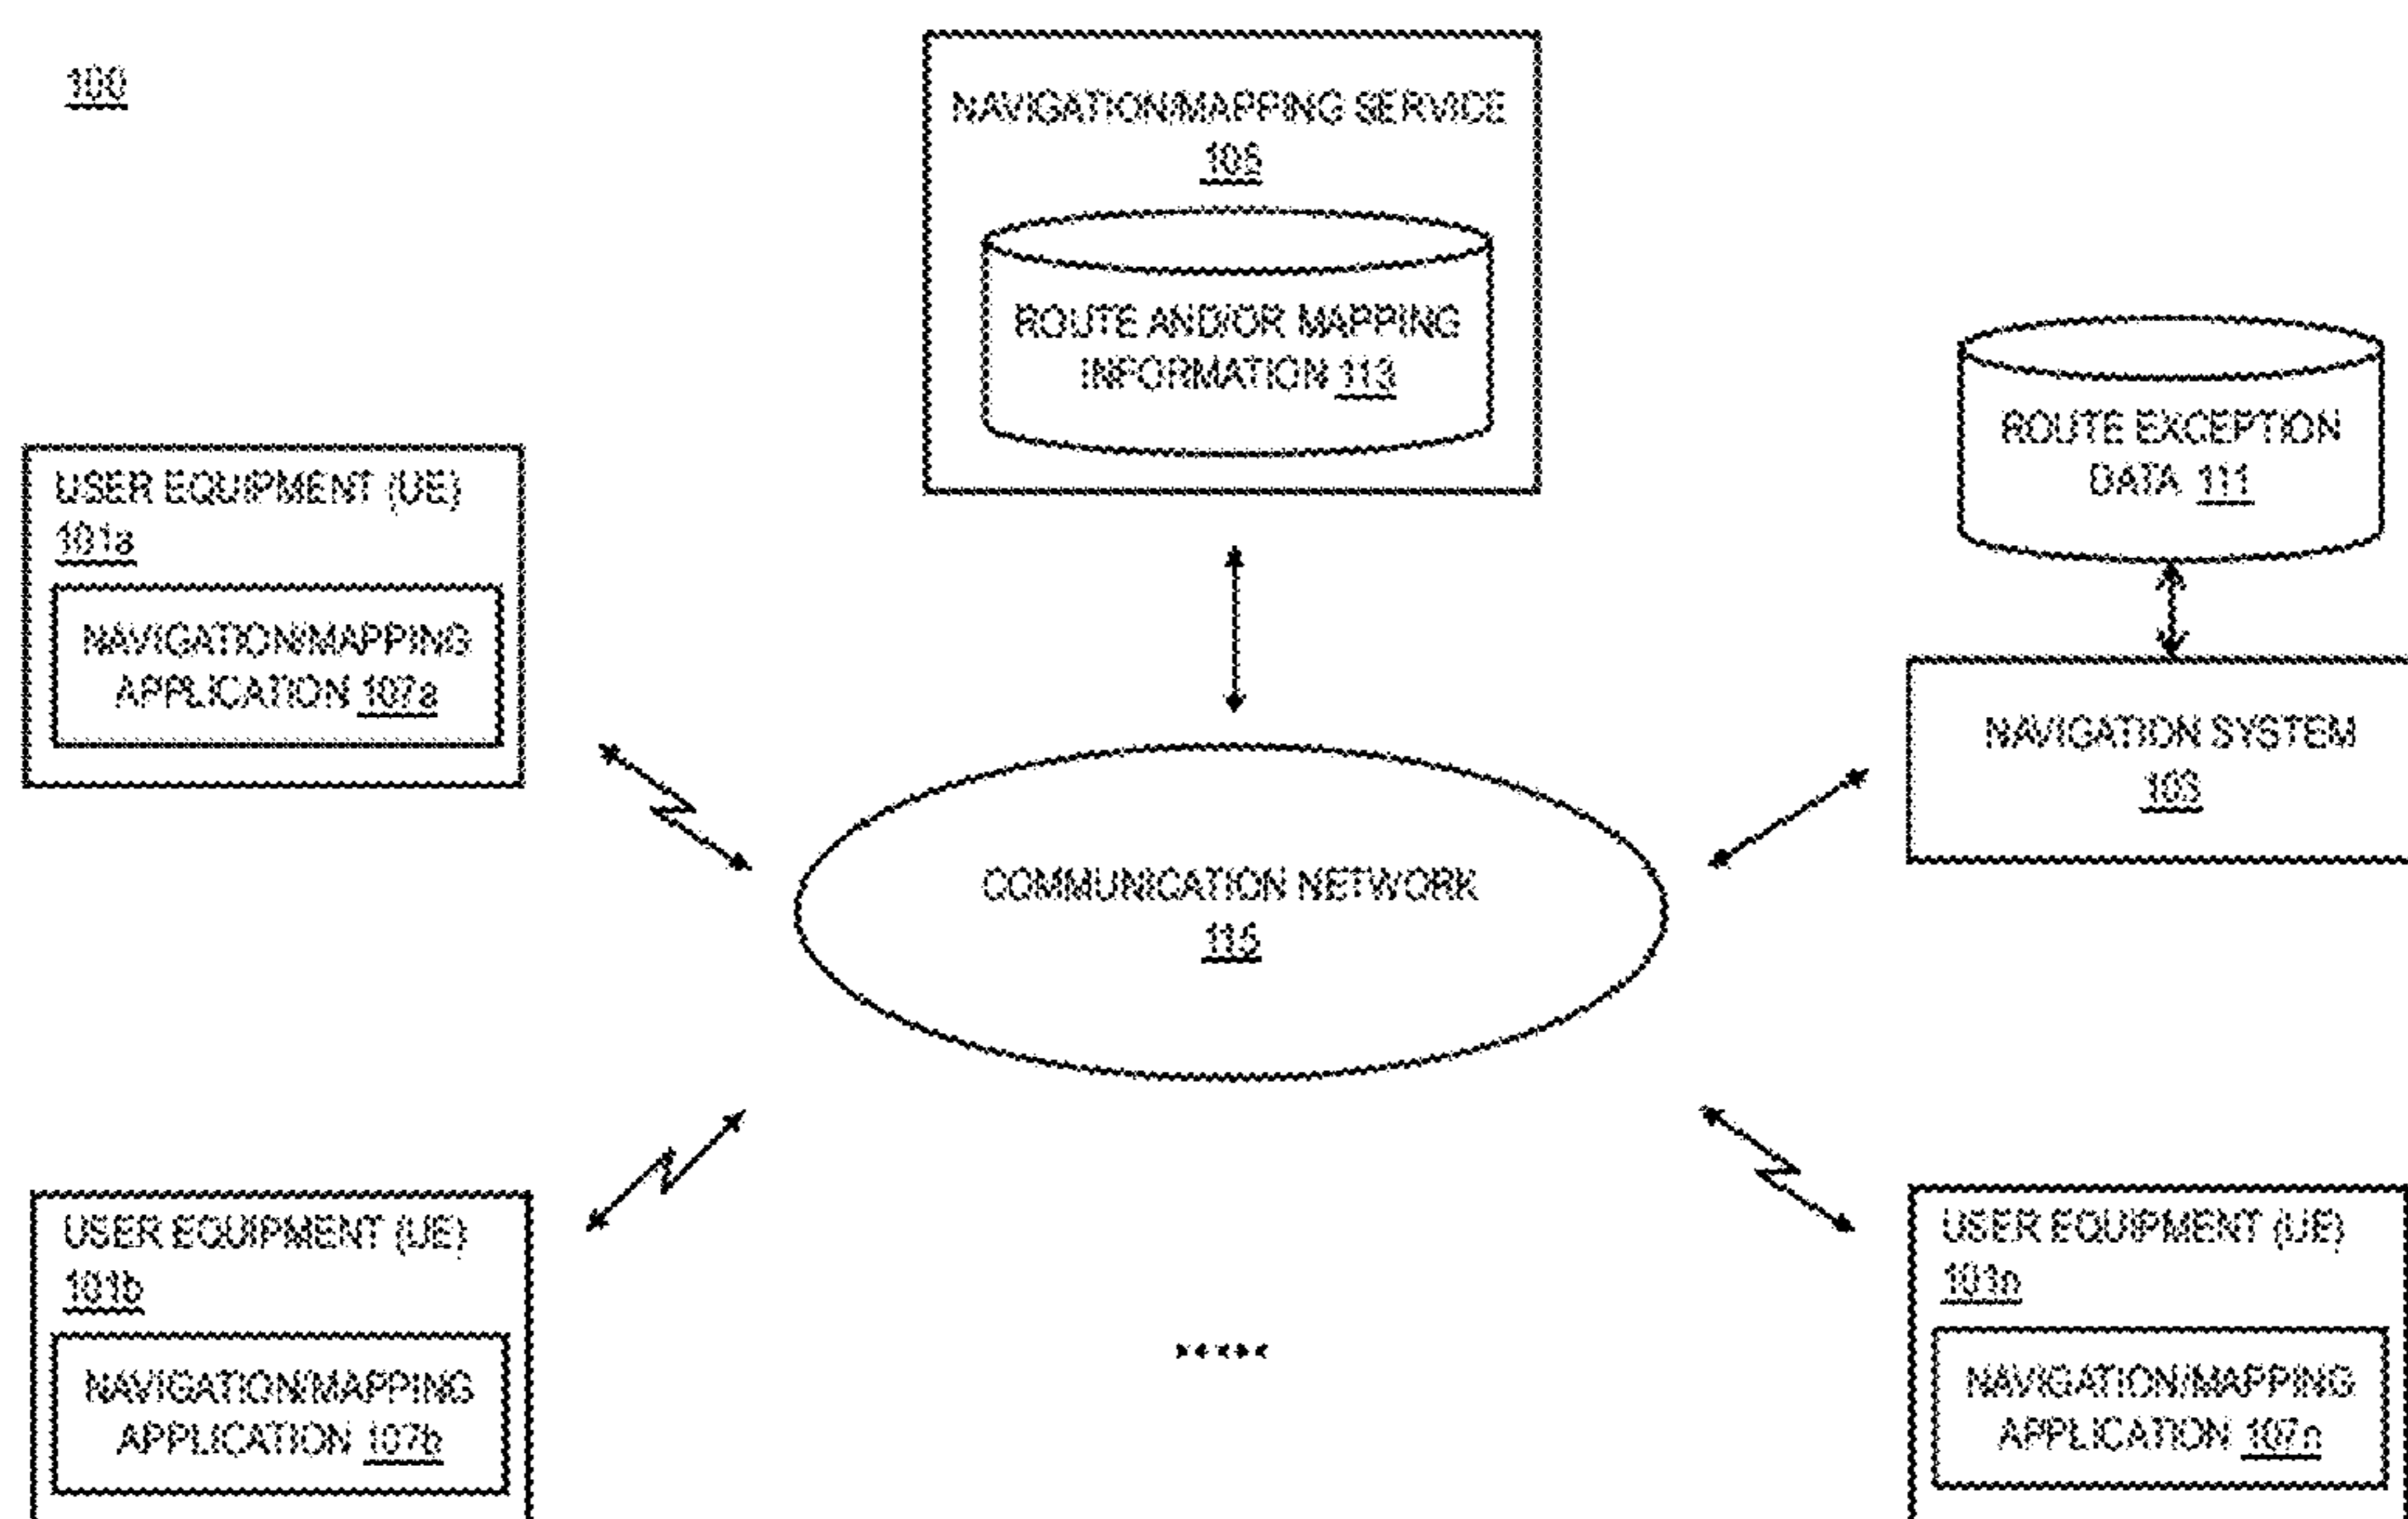 100
NAVIGATION/MAPPING SERVICE
105
ROUTE AND/OR MAPPING
INFORMATION 113
ROUTE EXCEPTION
DATA 111
USER EQUIPMENT (UE)
101a
NAVIGATION/MAPPING
APPLICATION 107a
NAVIGATION SYSTEM
103
COMMUNICATION NETWORK
115
USER EQUIPMENT (UE)
101b
NAVIGATION/MAPPING
APPLICATION 107b
.....
USER EQUIPMENT (UE)
101n
NAVIGATION/MAPPING
APPLICATION 107n